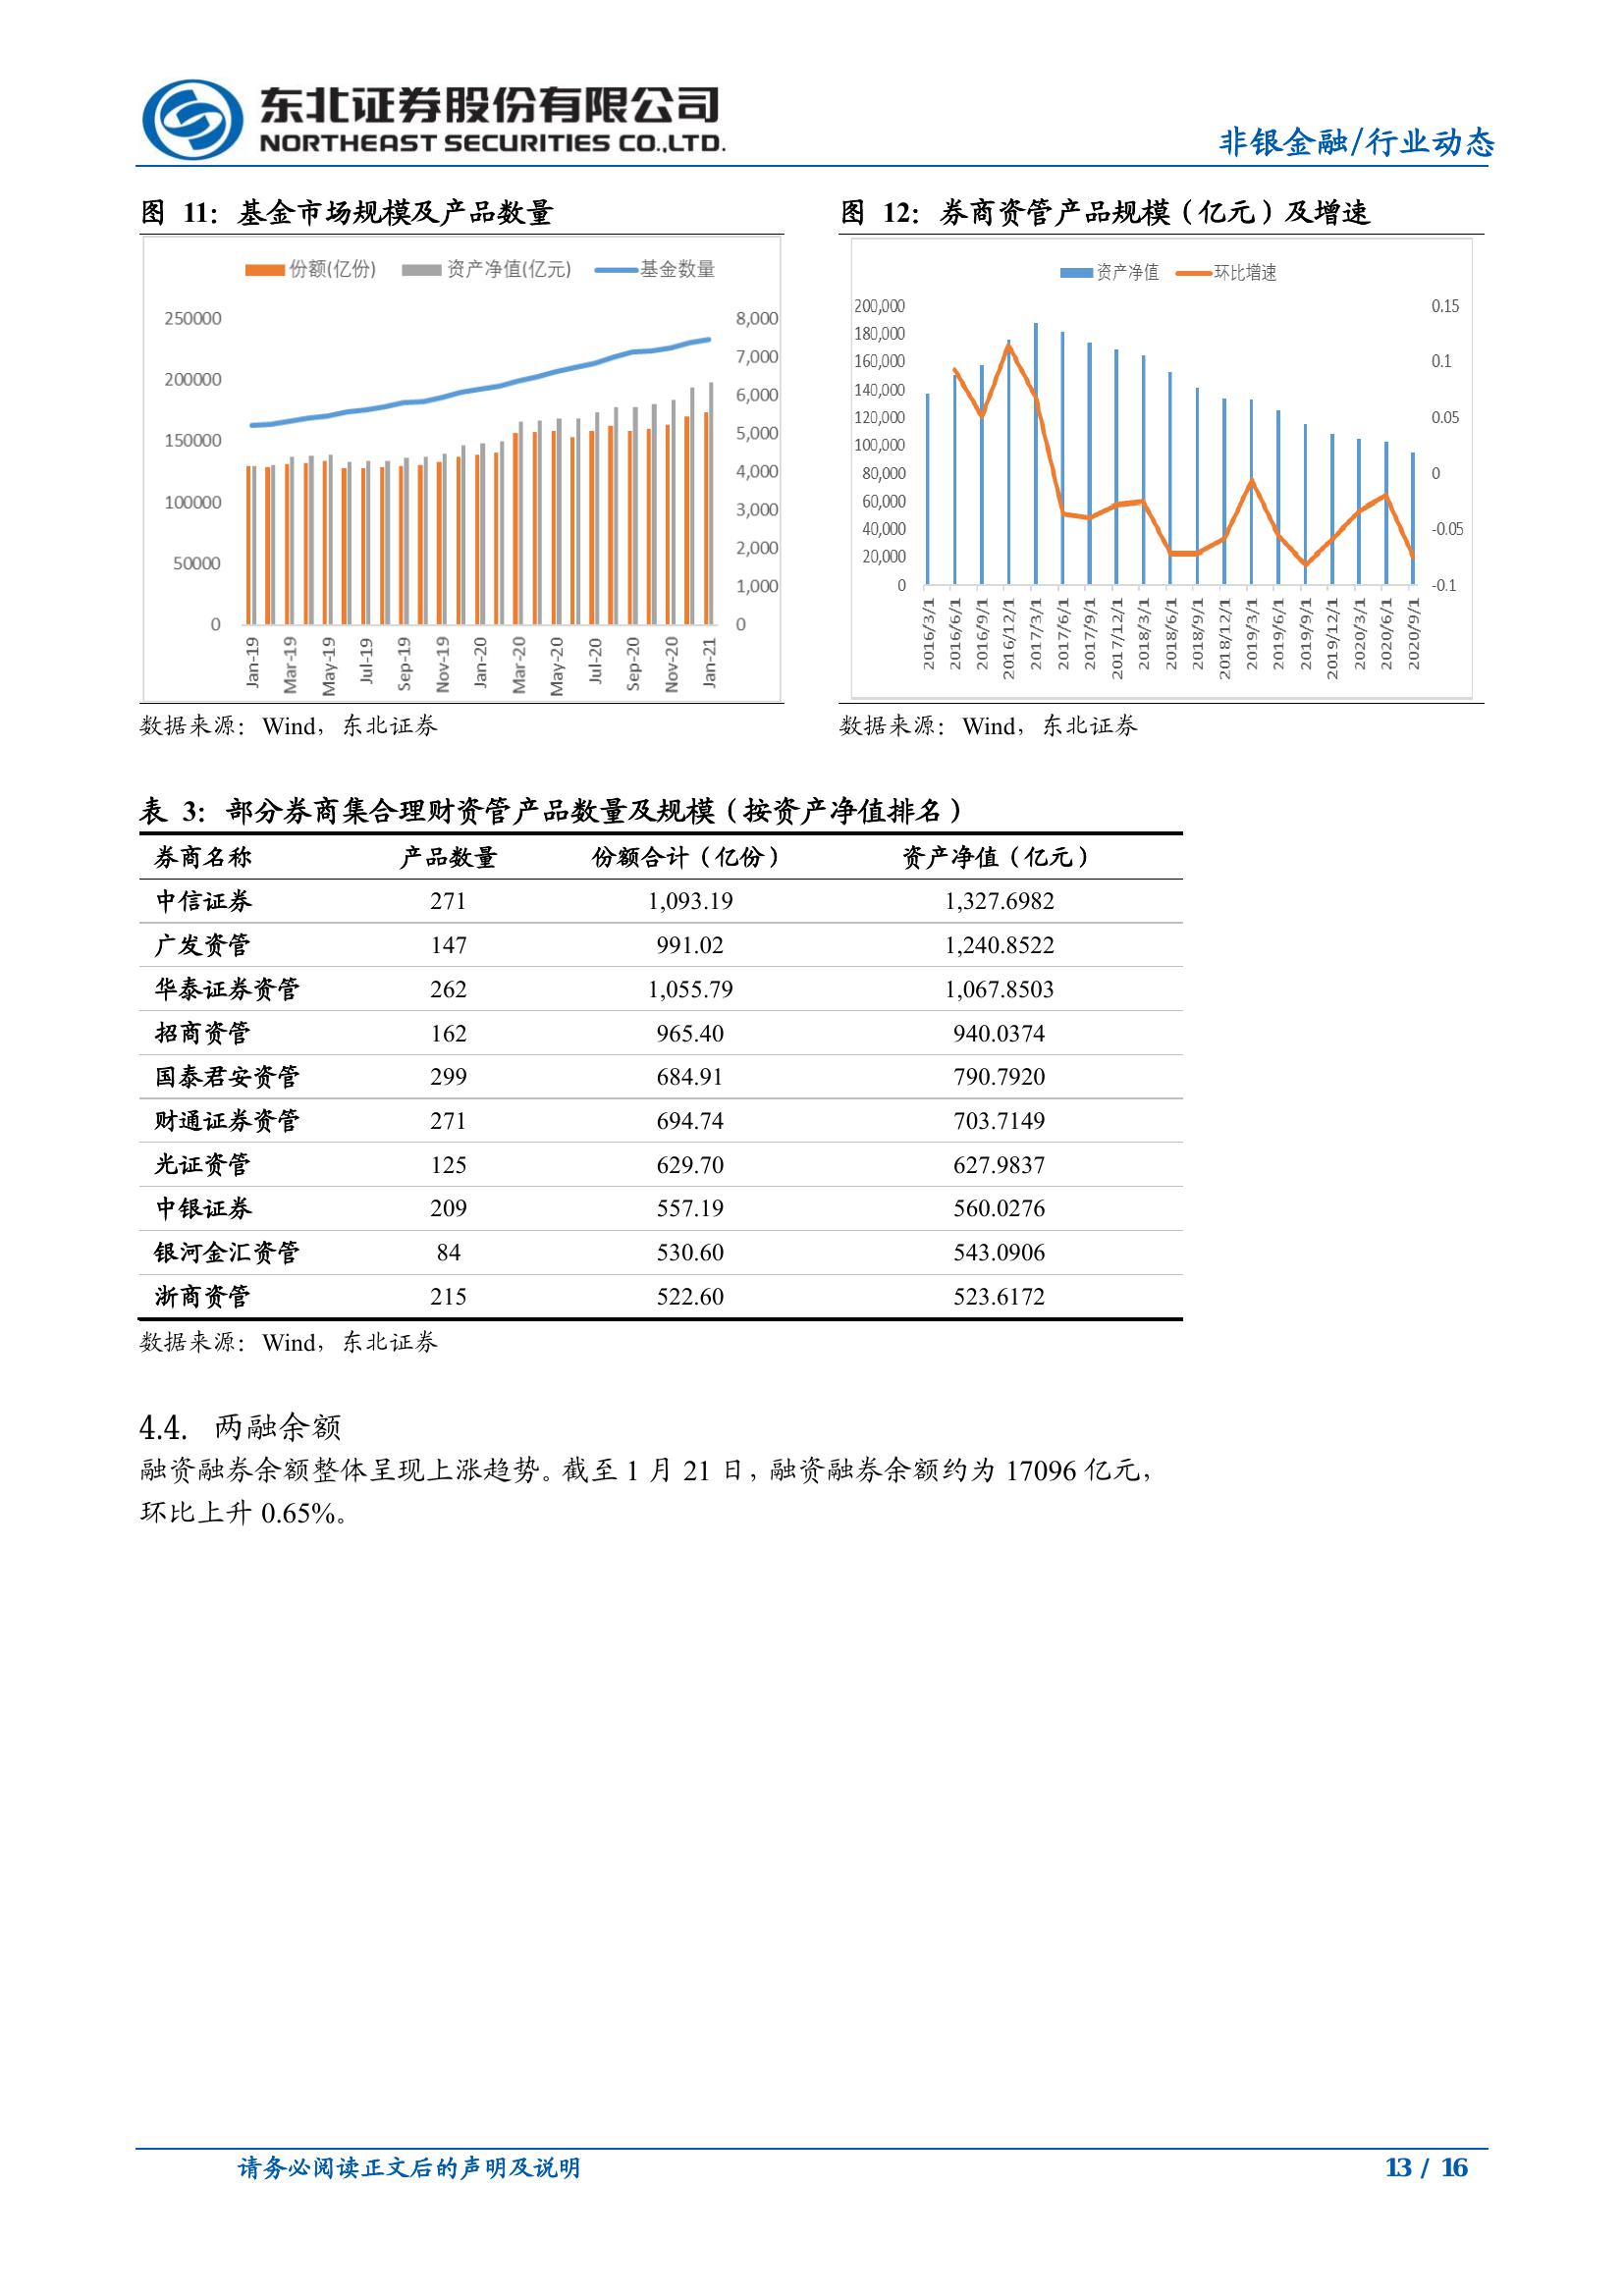 东北证券股份有限公司
NORTHEAST SECURITIES CO.,LTD.
非银金融/行业动态
图 11：基金市场规模及产品数量
份额(亿份) 资产净值(亿元) 基金数量
250000
200000
150000
100000
50000
0
8,000
7,000
6,000
5,000
4,000
3,000
2,000
1,000
0
Jan-19 Mar-19 May-19 Jul-19 Sep-19 Nov-19 Jan-20 Mar-20 May-20 Jul-20 Sep-20 Nov-20 Jan-21
数据来源：Wind，东北证券
图 12：券商资管产品规模（亿元）及增速
资产净值 环比增速
200,000
180,000
160,000
140,000
120,000
100,000
80,000
60,000
40,000
20,000
0
0.15
0.1
0.05
0
-0.05
-0.1
2016/3/1 2016/6/1 2016/9/1 2016/12/1 2017/3/1 2017/6/1 2017/9/1 2017/12/1 2018/3/1 2018/6/1 2018/9/1 2018/12/1 2019/3/1 2019/6/1 2019/9/1 2019/12/1 2020/3/1 2020/6/1 2020/9/1
数据来源：Wind，东北证券
表 3：部分券商集合理财资管产品数量及规模（按资产净值排名）
券商名称 产品数量 份额合计（亿份） 资产净值（亿元）
中信证券 271 1,093.19 1,327.6982
广发资管 147 991.02 1,240.8522
华泰证券资管 262 1,055.79 1,067.8503
招商资管 162 965.40 940.0374
国泰君安资管 299 684.91 790.7920
财通证券资管 271 694.74 703.7149
光证资管 125 629.70 627.9837
中银证券 209 557.19 560.0276
银河金汇资管 84 530.60 543.0906
浙商资管 215 522.60 523.6172
数据来源：Wind，东北证券
4.4. 两融余额
融资融券余额整体呈现上涨趋势。截至 1 月 21 日，融资融券余额约为 17096 亿元，
环比上升 0.65%。
请务必阅读正文后的声明及说明
13 / 16